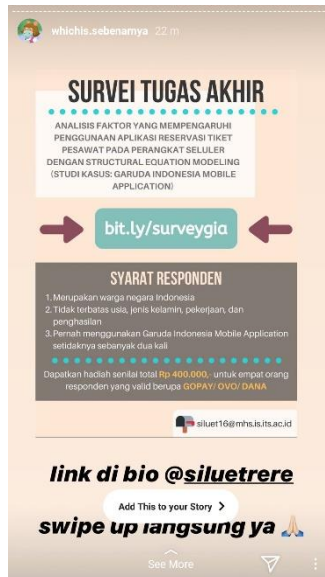 whichis.sebenarnya 22 m
SURVEI TUGAS AKHIR
ANALISIS FAKTOR YANG MEMPENGARUHI
PENGGUNAAN APLIKASI RESERVASI TIKET
PESAWAT PADA PERANGKAT SELULER
DENGAN STRUCTURAL EQUATION MODELING
(STUDI KASUS: GARUDA INDONESIA MOBILE
APPLICATION)
bit.ly/surveygia
SYARAT RESPONDEN
1. Merupakan warga negara Indonesia
2. Tidak terbatas usia, jenis kelamin, pekerjaan, dan
penghasilan
3. Pernah menggunakan Garuda Indonesia Mobile Application
setidaknya sebanyak dua kali
Dapatkan hadiah senilai total Rp 400.000,- untuk empat orang
responden yang valid berupa GOPAY/ OVO/ DANA
siluet16@mhs.is.its.ac.id
link di bio @siluetrere
Add This to your Story >
swipe up langsung ya 🙏🏻
See More